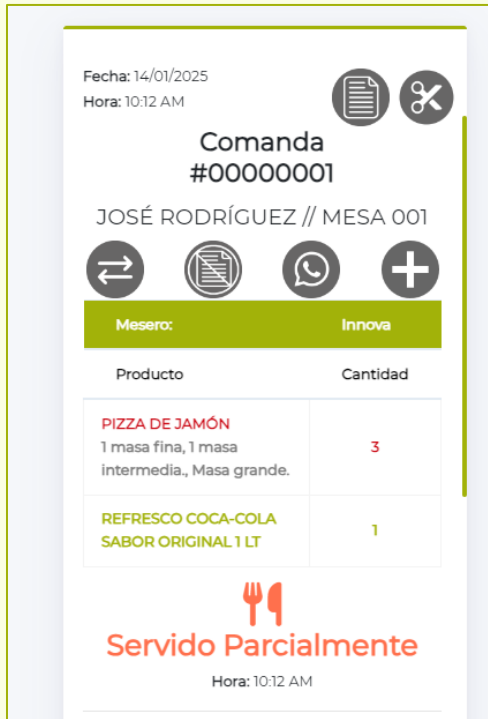 Fecha: 14/01/2025
Hora: 10:12 AM
Comanda
#00000001
JOSÉ RODRÍGUEZ // MESA 001
Mesero: Innova
Producto Cantidad
PIZZA DE JAMÓN
1 masa fina, 1 masa
intermedia., Masa grande.
3
REFRESCO COCA-COLA
SABOR ORIGINAL 1 LT
1
Servido Parcialmente
Hora: 10:12 AM